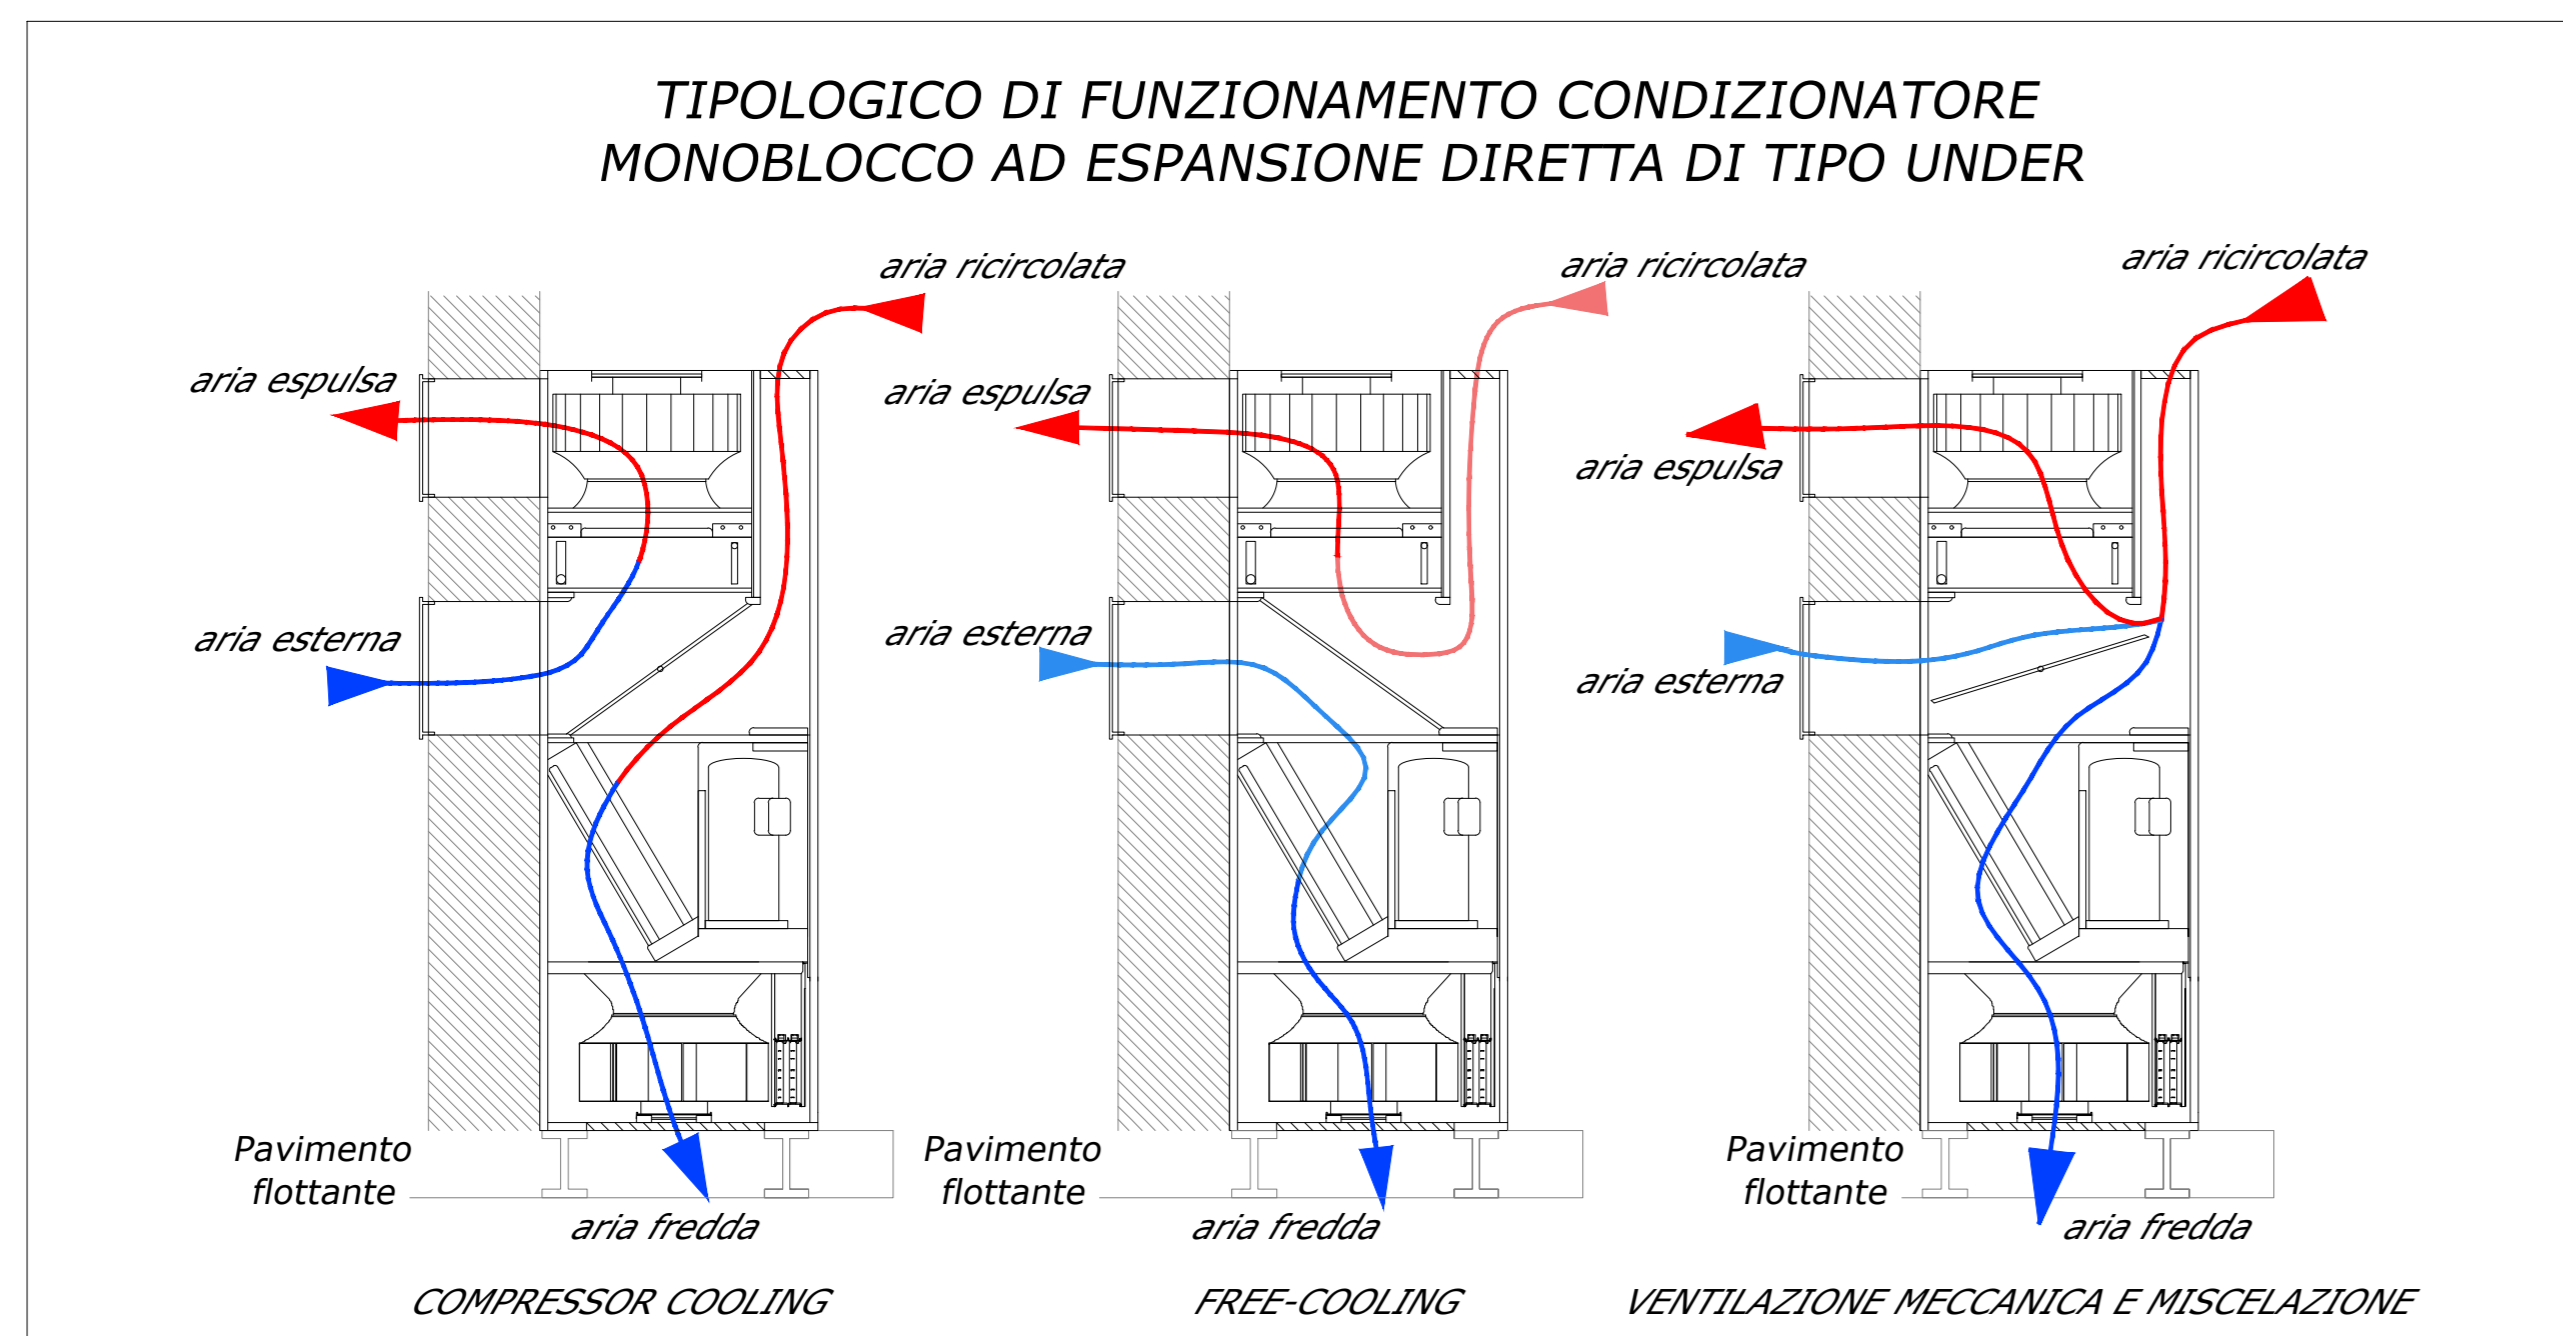 TIPOLOGICO DI FUNZIONAMENTO CONDIZIONATORE
MONOBLOCCO AD ESPANSIONE DIRETTA DI TIPO UNDER
aria ricircolata
aria espulsa
aria esterna
Pavimento
flottante
aria fredda
COMPRESSOR COOLING
aria ricircolata
aria espulsa
aria esterna
Pavimento
flottante
aria fredda
FREE-COOLING
aria ricircolata
aria espulsa
aria esterna
Pavimento
flottante
aria fredda
VENTILAZIONE MECCANICA E MISCELAZIONE